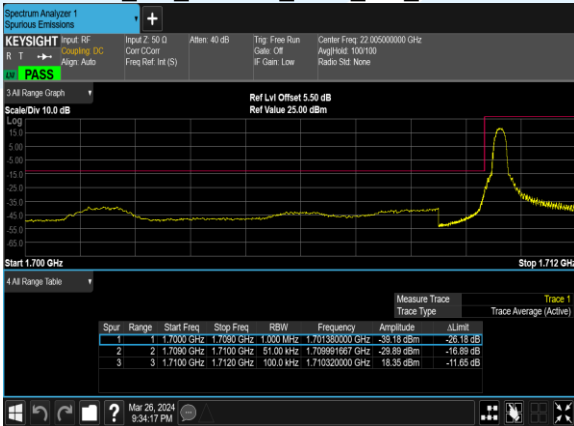 Spectrum Analyzer 1
Spurious Emissions
+
KEYSIGHT Input: RF Input Z: 50 Ω Atten: 40 dB Trig: Free Run Center Freq: 22.005000000 GHz
R T Coupling: DC Corr CCorr Gate: Off Avg|Hold: 100/100
Align: Auto Freq Ref: Int (S) IF Gain: Low Radio Std: None
LXI PASS
3 All Range Graph
Ref Lvl Offset 5.50 dB
Scale/Div 10.0 dB Ref Value 25.00 dBm
Log
15.0
5.00
-5.00
-15.0
-25.0
-35.0
-45.0
-55.0
-65.0
Start 1.700 GHz Stop 1.712 GHz
4 All Range Table
Measure Trace Trace 1
Trace Type Trace Average (Active)
Spur Range Start Freq Stop Freq RBW Frequency Amplitude ΔLimit
1 1 1.7000 GHz 1.7090 GHz 1.000 MHz 1.701380000 GHz -39.18 dBm -26.18 dB
2 2 1.7090 GHz 1.7100 GHz 51.00 kHz 1.709991667 GHz -29.89 dBm -16.89 dB
3 3 1.7100 GHz 1.7120 GHz 100.0 kHz 1.710320000 GHz 18.35 dBm -11.65 dB
? Mar 26, 2024
9:34:17 PM